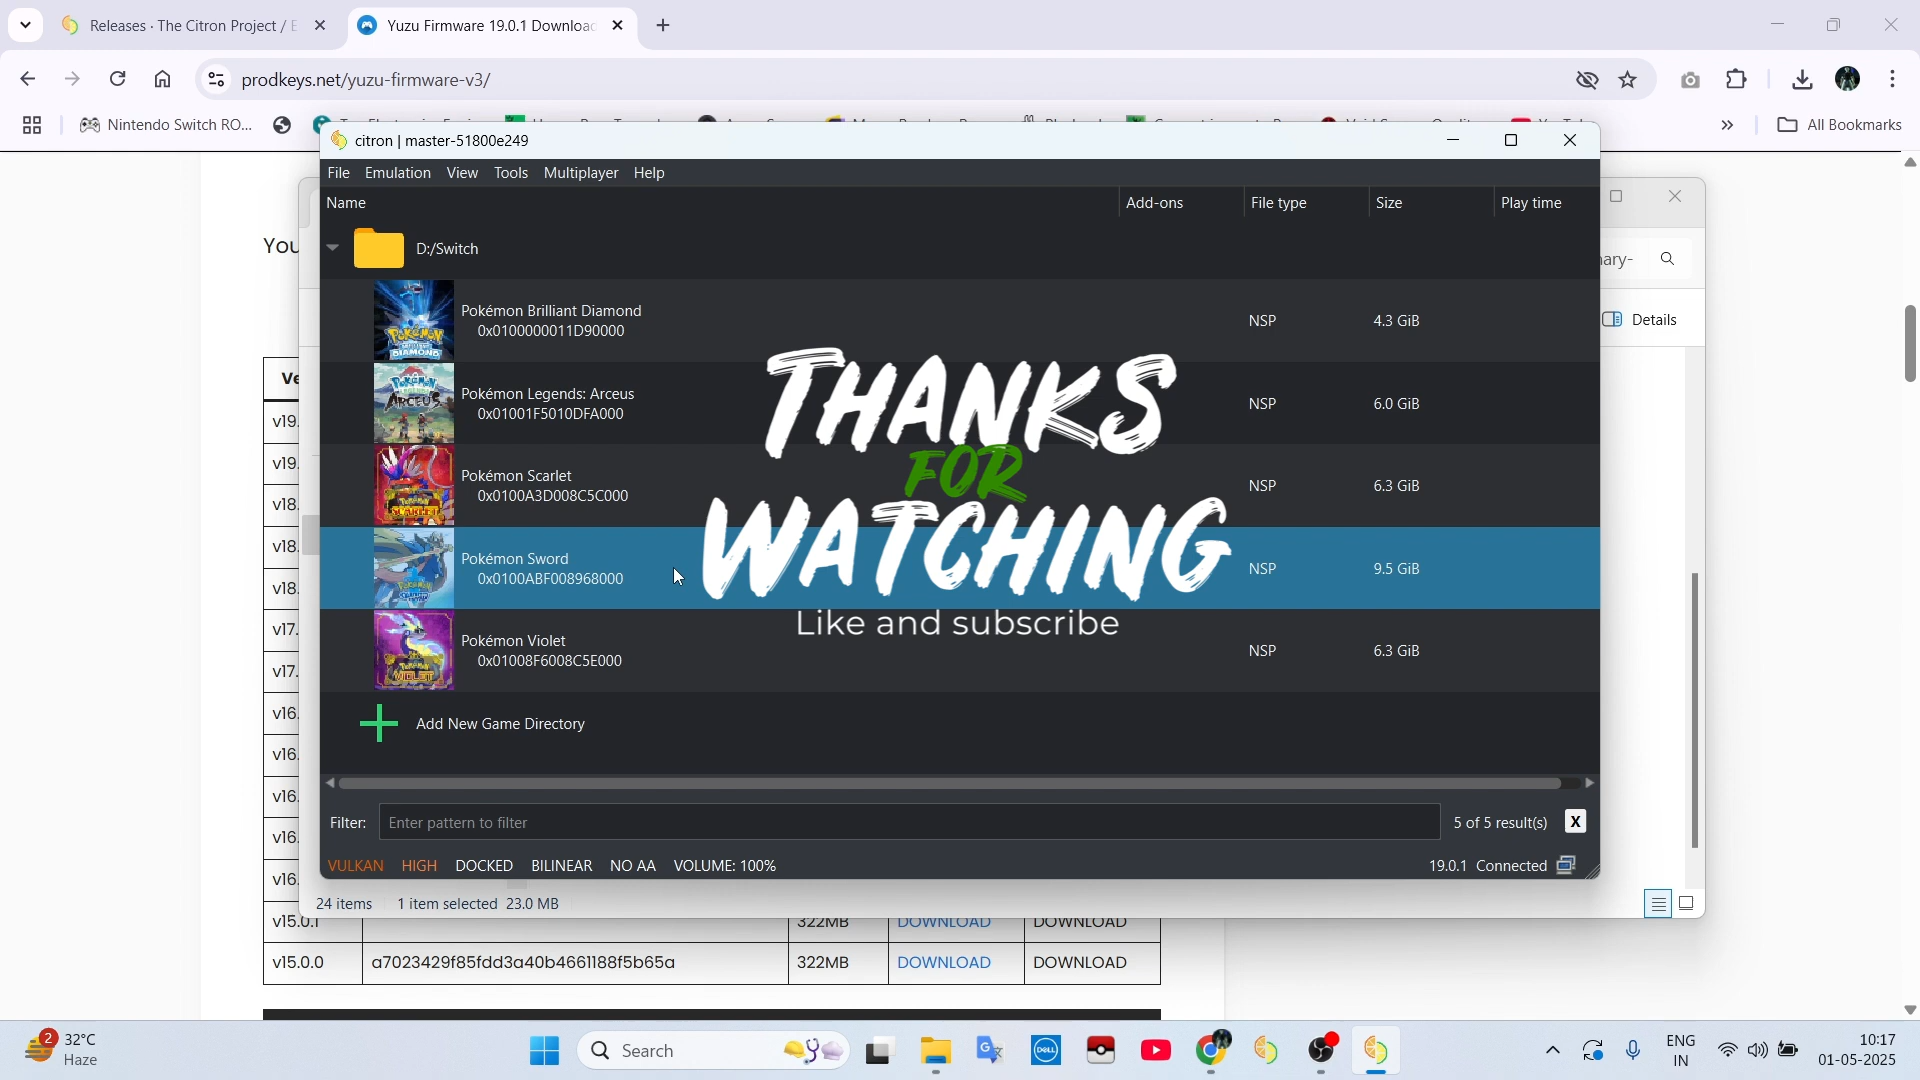 Releases · The Citron Project / E
Yuzu Firmware 19.0.1 Downloa
prodkeys.net/yuzu-firmware-v3/
Nintendo Switch RO...
All Bookmarks
citron | master-51800e249
File Emulation View Tools Multiplayer Help
Name Add-ons File type Size Play time
D:/Switch
Pokémon Brilliant Diamond
0x0100000011D90000
NSP 4.3 GiB
Pokémon Legends: Arceus
0x01001F5010DFA000
NSP 6.0 GiB
Pokémon Scarlet
0x0100A3D008C5C000
NSP 6.3 GiB
Pokémon Sword
0x0100ABF008968000
NSP 9.5 GiB
Pokémon Violet
0x01008F6008C5E000
NSP 6.3 GiB
THANKS
FOR
WATCHING
Like and subscribe
Add New Game Directory
Filter: Enter pattern to filter 5 of 5 result(s) X
VULKAN HIGH DOCKED BILINEAR NO AA VOLUME: 100% 19.0.1 Connected
Details
24 items 1 item selected 23.0 MB
v15.0.1 322MB DOWNLOAD DOWNLOAD
v15.0.0 a7023429f85fdd3a40b4661188f5b65a 322MB DOWNLOAD DOWNLOAD
2 32°C
Haze
Search
ENG
IN
10:17
01-05-2025